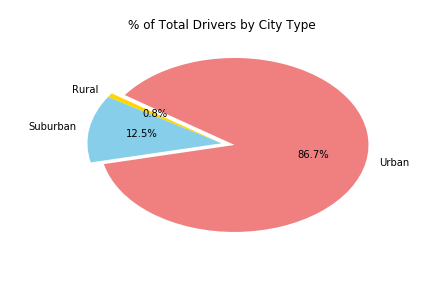 % of Total Drivers by City Type
Rural
0.8%
Suburban
12.5%
86.7%
Urban